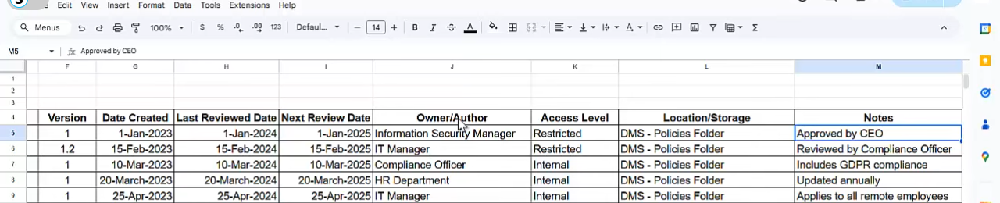 Edit View Insert Format Data Tools Extensions Help
Menus 100% $ % .0 .00 123 Defaul... 14 B I S A
M5 fx Approved by CEO
F G H I J K L M
1
2
3
4 Version Date Created Last Reviewed Date Next Review Date Owner/Author Access Level Location/Storage Notes
5 1 1-Jan-2023 1-Jan-2024 1-Jan-2025 Information Security Manager Restricted DMS - Policies Folder Approved by CEO
6 1.2 15-Feb-2023 15-Feb-2024 15-Feb-2025 IT Manager Restricted DMS - Policies Folder Reviewed by Compliance Officer
7 1 10-Mar-2023 10-Mar-2024 10-Mar-2025 Compliance Officer Internal DMS - Policies Folder Includes GDPR compliance
8 1 20-March-2023 20-March-2024 20-March-2025 HR Department Internal DMS - Policies Folder Updated annually
9 1 25-Apr-2023 25-Apr-2024 25-Apr-2025 IT Manager Internal DMS - Policies Folder Applies to all remote employees